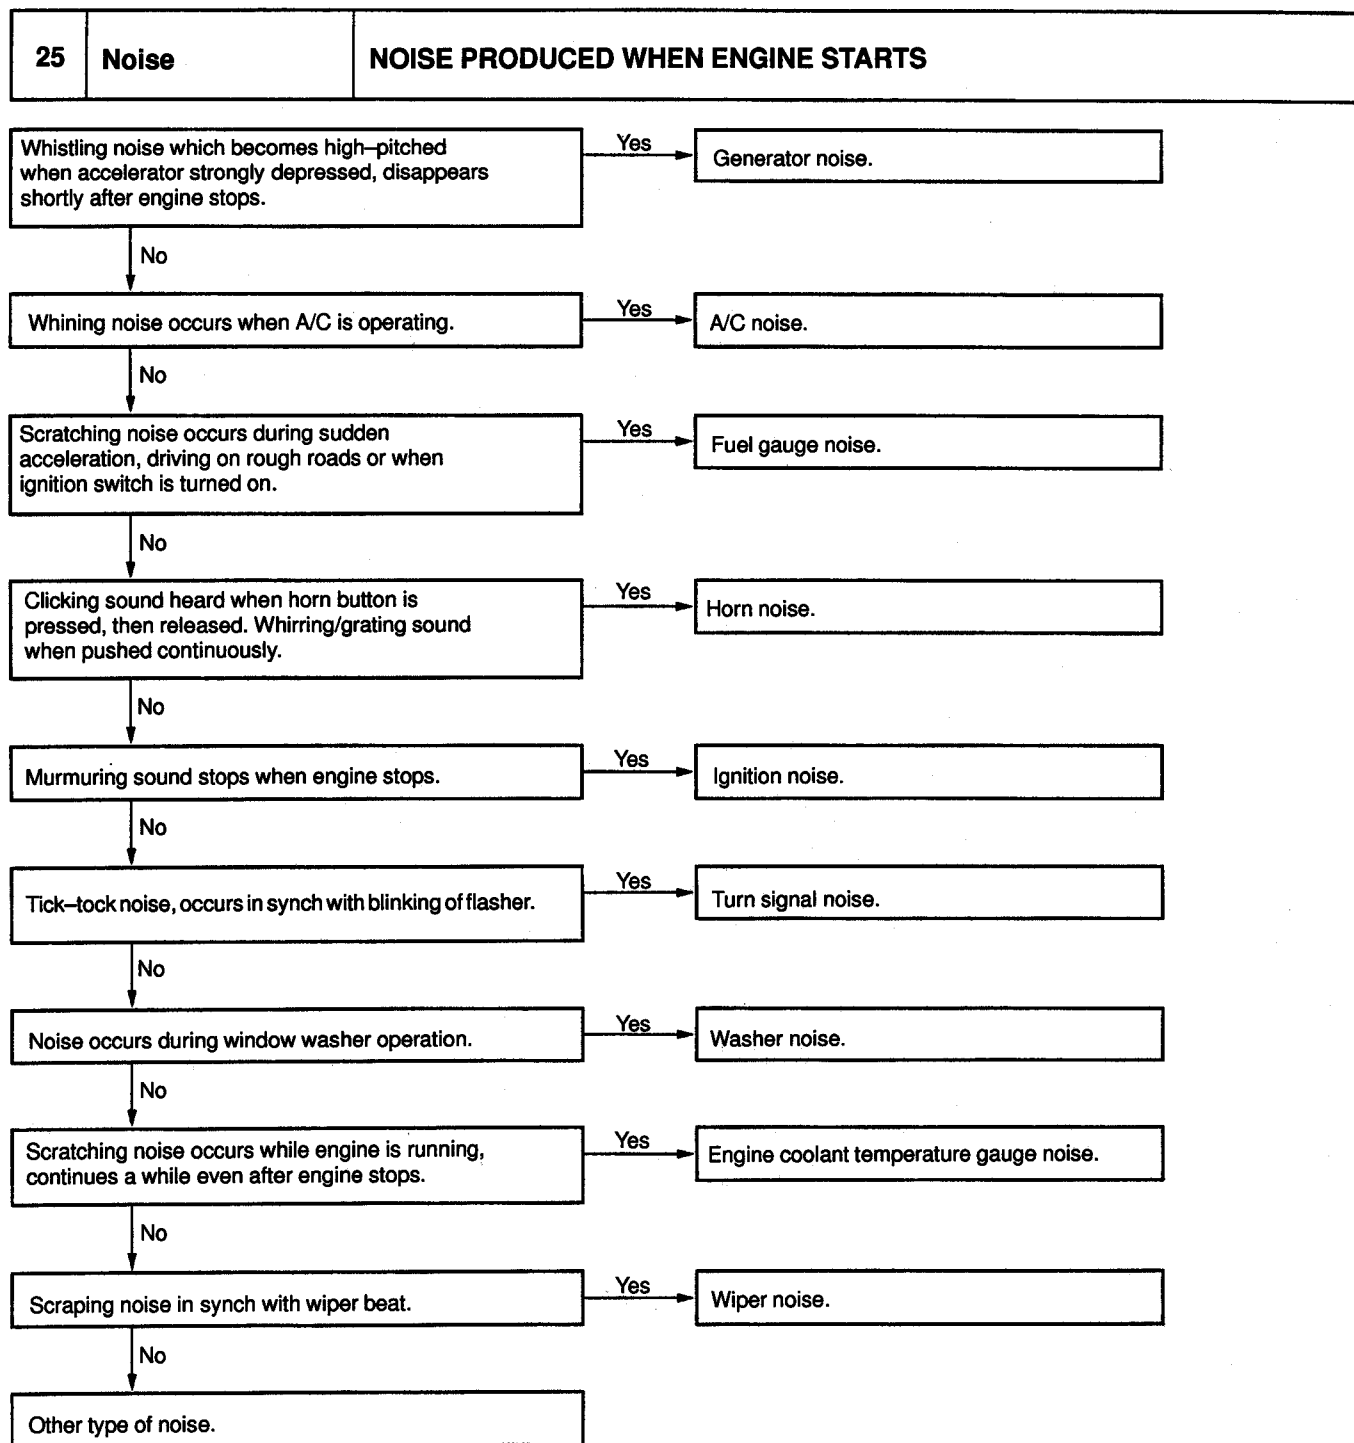 25 Noise NOISE PRODUCED WHEN ENGINE STARTS
Whistling noise which becomes high–pitched
when accelerator strongly depressed, disappears
shortly after engine stops.
Yes
Generator noise.
No
Whining noise occurs when A/C is operating.
Yes
A/C noise.
No
Scratching noise occurs during sudden
acceleration, driving on rough roads or when
ignition switch is turned on.
Yes
Fuel gauge noise.
No
Clicking sound heard when horn button is
pressed, then released. Whirring/grating sound
when pushed continuously.
Yes
Horn noise.
No
Murmuring sound stops when engine stops.
Yes
Ignition noise.
No
Tick–tock noise, occurs in synch with blinking of flasher.
Yes
Turn signal noise.
No
Noise occurs during window washer operation.
Yes
Washer noise.
No
Scratching noise occurs while engine is running,
continues a while even after engine stops.
Yes
Engine coolant temperature gauge noise.
No
Scraping noise in synch with wiper beat.
Yes
Wiper noise.
No
Other type of noise.